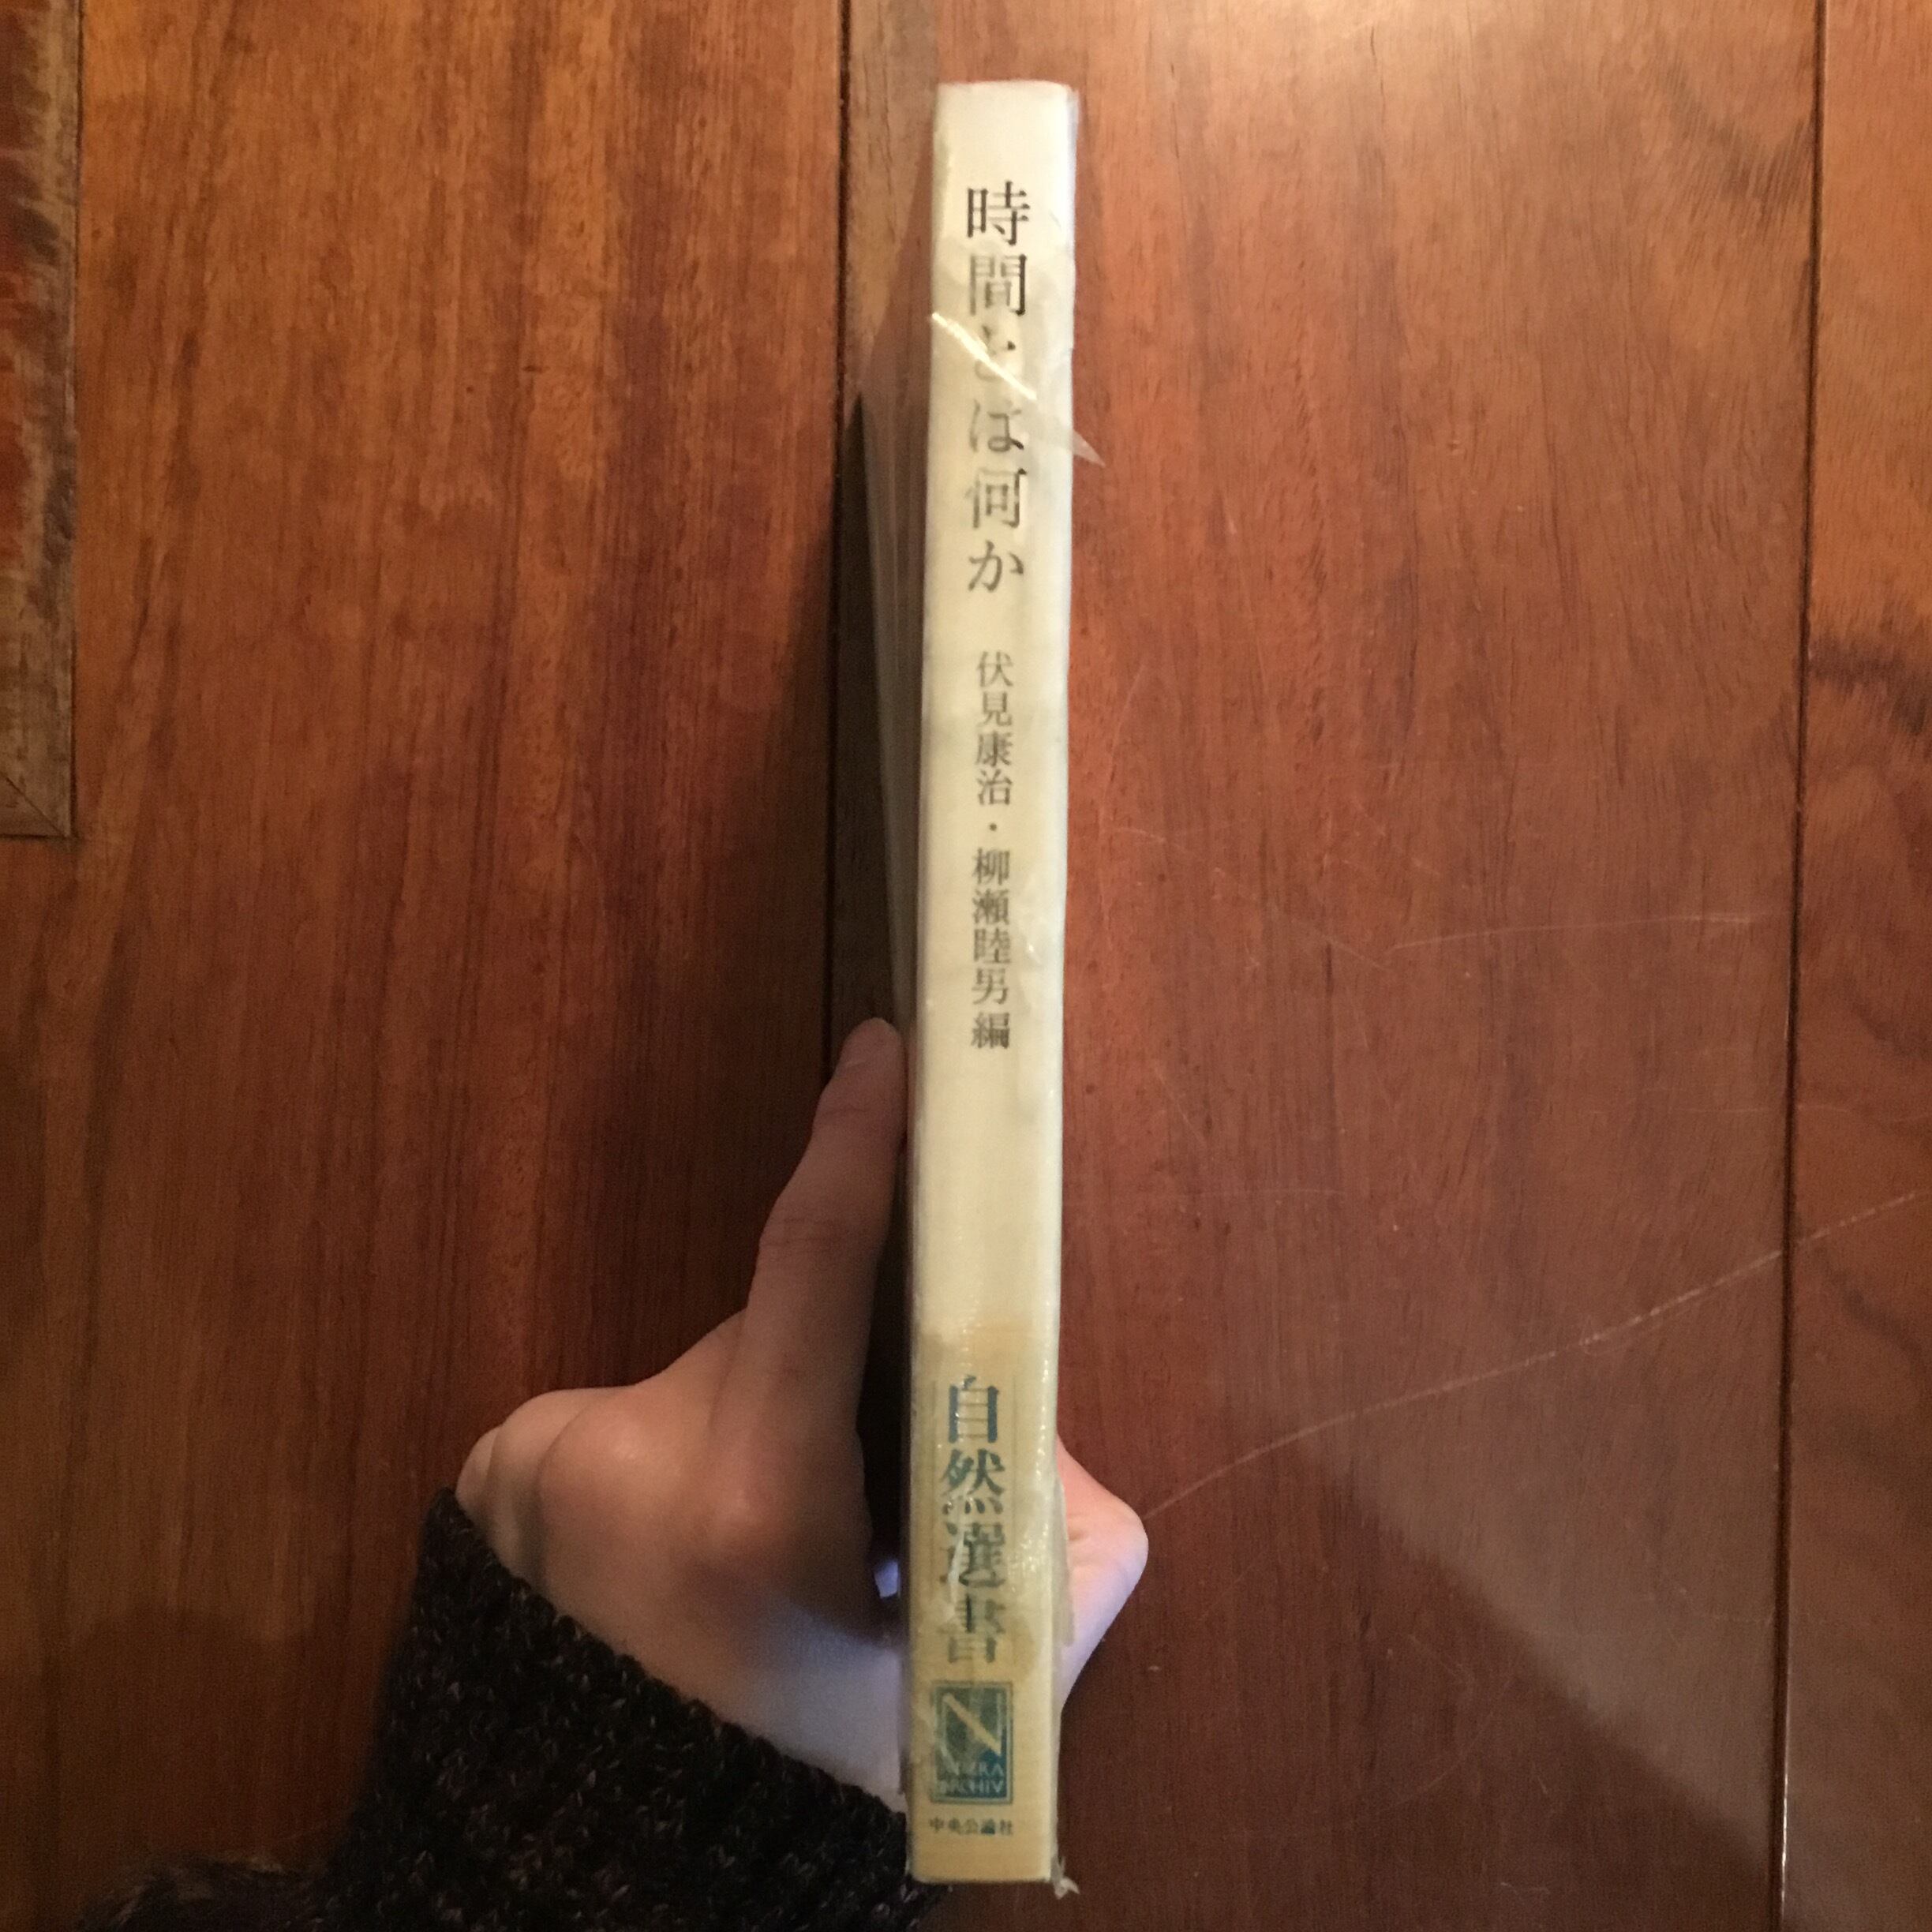 時間とは何か
伏見康治・柳瀬睦男編
自然選書
ARCHIV
中央公論社